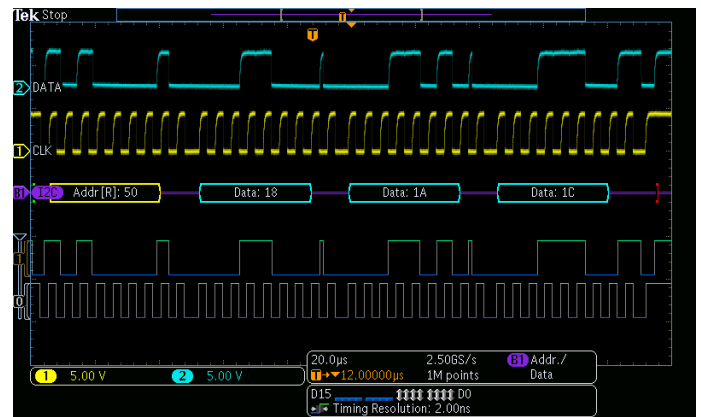 Tek Stop
T
T
2 DATA
1 CLK
B1 I2C Addr[R]: 50 Data: 18 Data: 1A Data: 1C
1
0
20.0µs 2.50GS/s B1 Addr./
1 5.00 V 2 5.00 V T→▼12.00000µs 1M points Data
D15 D0
Timing Resolution: 2.00ns